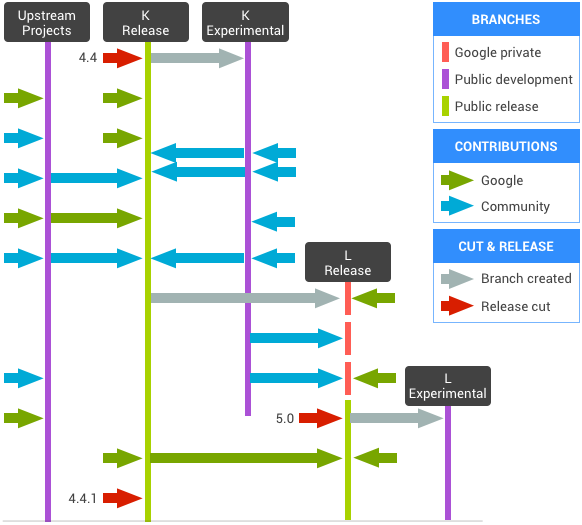 Upstream
Projects
K
Release
K
Experimental
4.4
L
Release
L
Experimental
5.0
4.4.1
BRANCHES
Google private
Public development
Public release
CONTRIBUTIONS
Google
Community
CUT & RELEASE
Branch created
Release cut